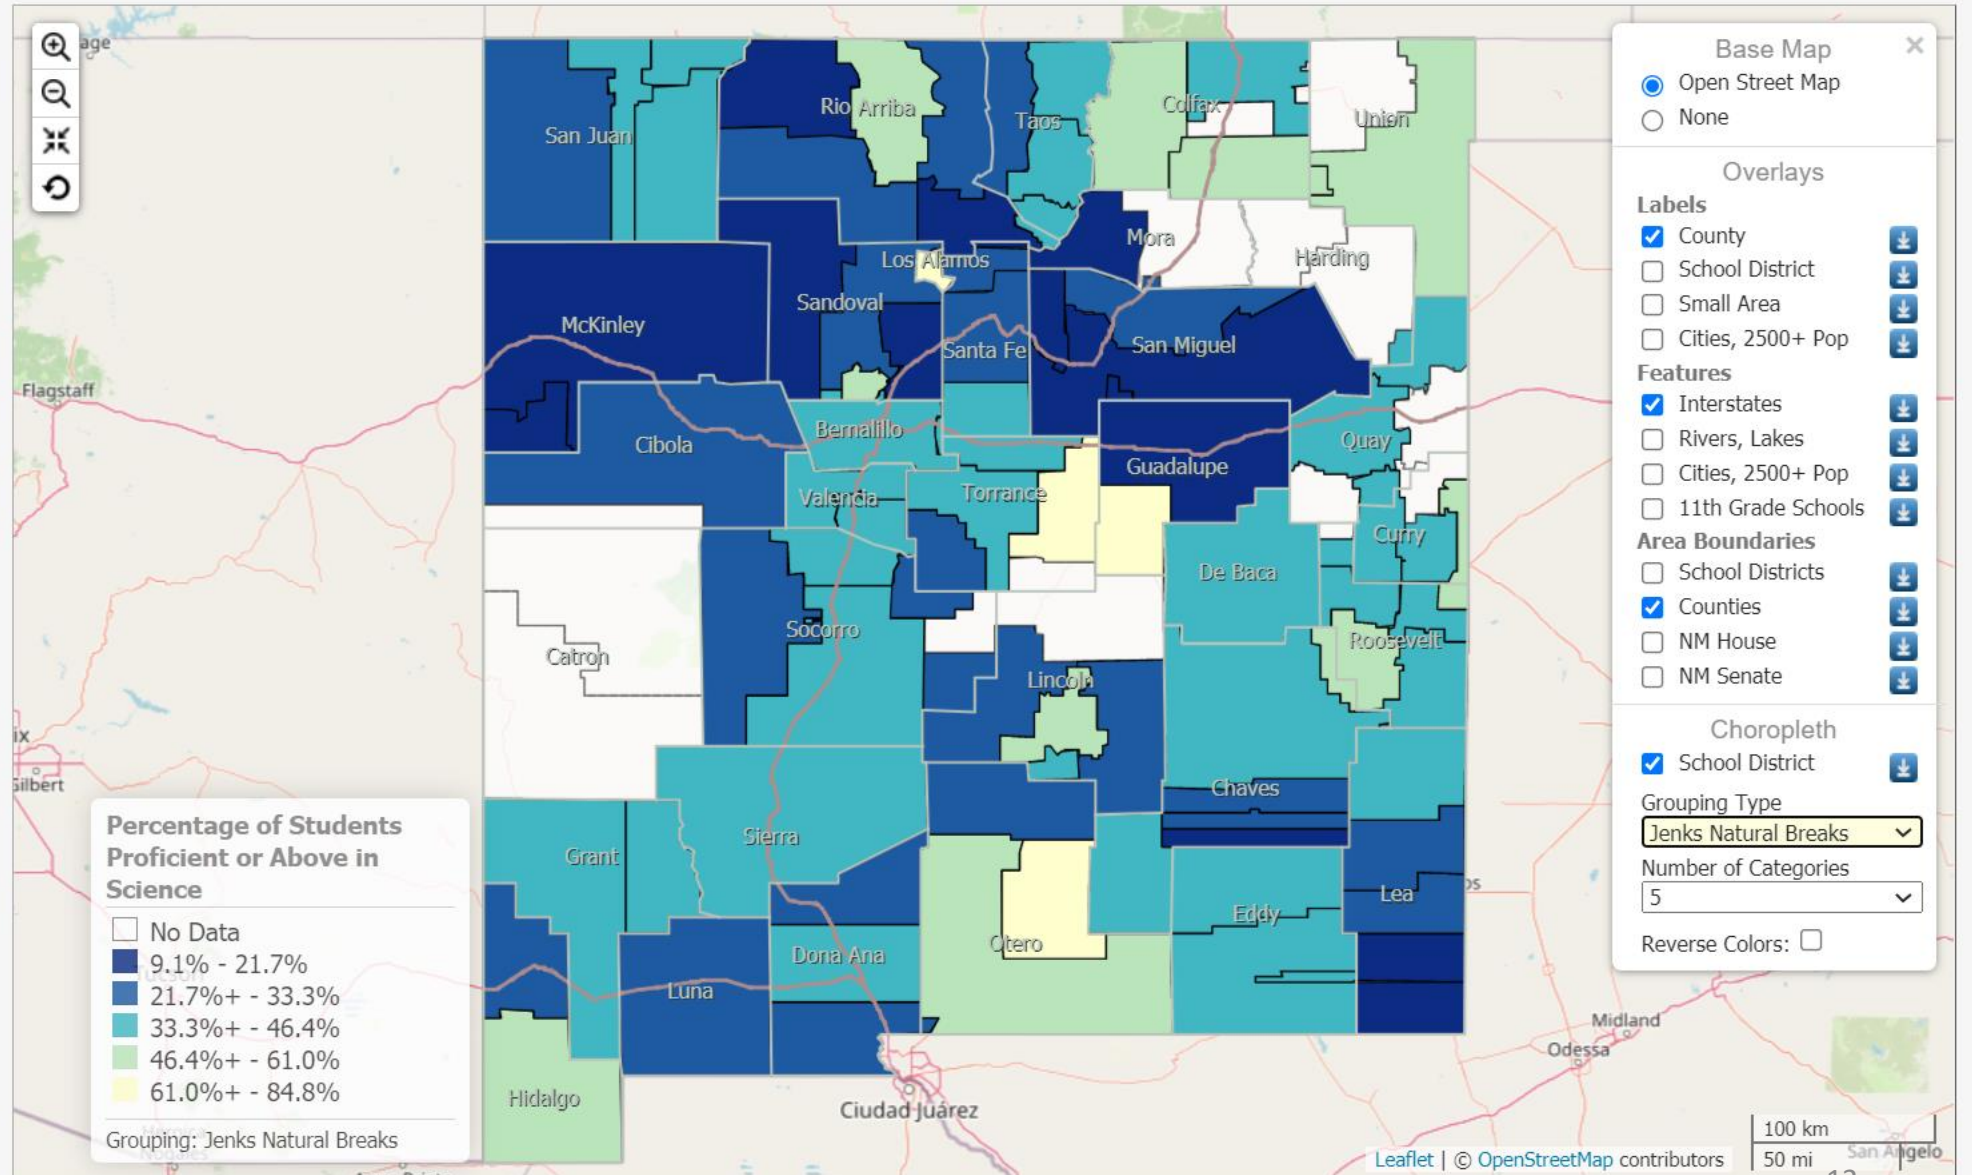 age
Flagstaff
ix
Gilbert
San Juan
Rio Arriba
Taos
Colfax
Union
Mora
Harding
Los Alamos
Sandoval
McKinley
Santa Fe
San Miguel
Cibola
Bernalillo
Quay
Guadalupe
Valencia
Torrance
Curry
De Baca
Socorro
Roosevelt
Catron
Lincoln
Chaves
Sierra
Grant
Lea
Eddy
Otero
Dona Ana
Luna
Hidalgo
Ciudad Juárez
Midland
Odessa
San Angelo
Percentage of Students
Proficient or Above in
Science
No Data
9.1% - 21.7%
Tucson
21.7%+ - 33.3%
33.3%+ - 46.4%
46.4%+ - 61.0%
61.0%+ - 84.8%
Grouping: Jenks Natural Breaks
Heroica
Nogales
Base Map
Open Street Map
None
Overlays
Labels
County
School District
Small Area
Cities, 2500+ Pop
Features
Interstates
Rivers, Lakes
Cities, 2500+ Pop
11th Grade Schools
Area Boundaries
School Districts
Counties
NM House
NM Senate
Choropleth
School District
Grouping Type
Jenks Natural Breaks
Number of Categories
5
Reverse Colors:
100 km
50 mi
Leaflet | © OpenStreetMap contributors